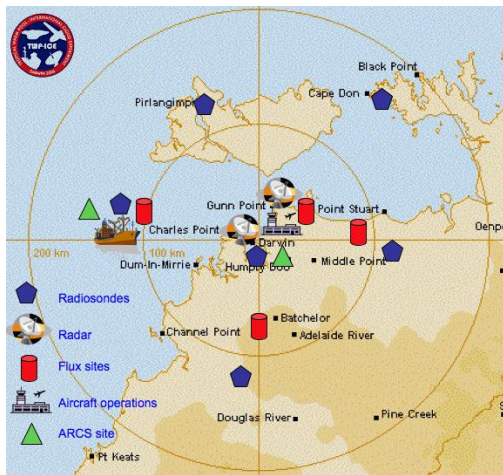 TWP-ICE
Black Point
Pirlangimpi
Cape Don
Gunn Point
Point Stuart
Charles Point
Darwin
Oenpe
200 km
100 km
Dum-In-Mirrie
Humpty Doo
Middle Point
Radiosondes
Radar
Channel Point
Batchelor
Adelaide River
Flux sites
Aircraft operations
Douglas River
Pine Creek
ARCS site
Pt Keats